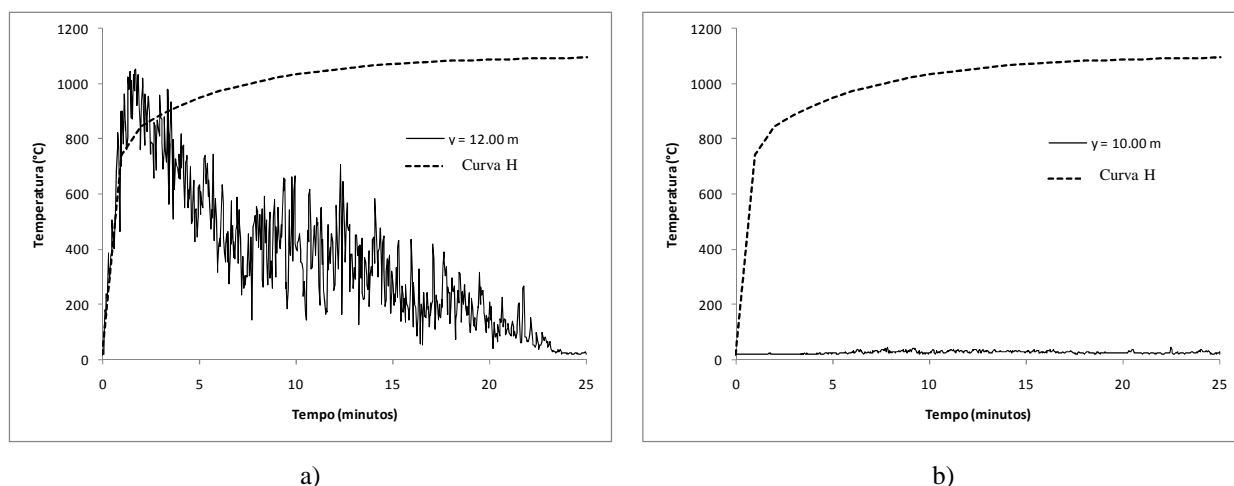 1200
1000
800
600
400
200
0
Temperatura (°C)
y = 12.00 m
Curva H
0 5 10 15 20 25
Tempo (minutos)
a)
1200
1000
800
600
400
200
0
Temperatura (°C)
y = 10.00 m
Curva H
0 5 10 15 20 25
Tempo (minutos)
b)